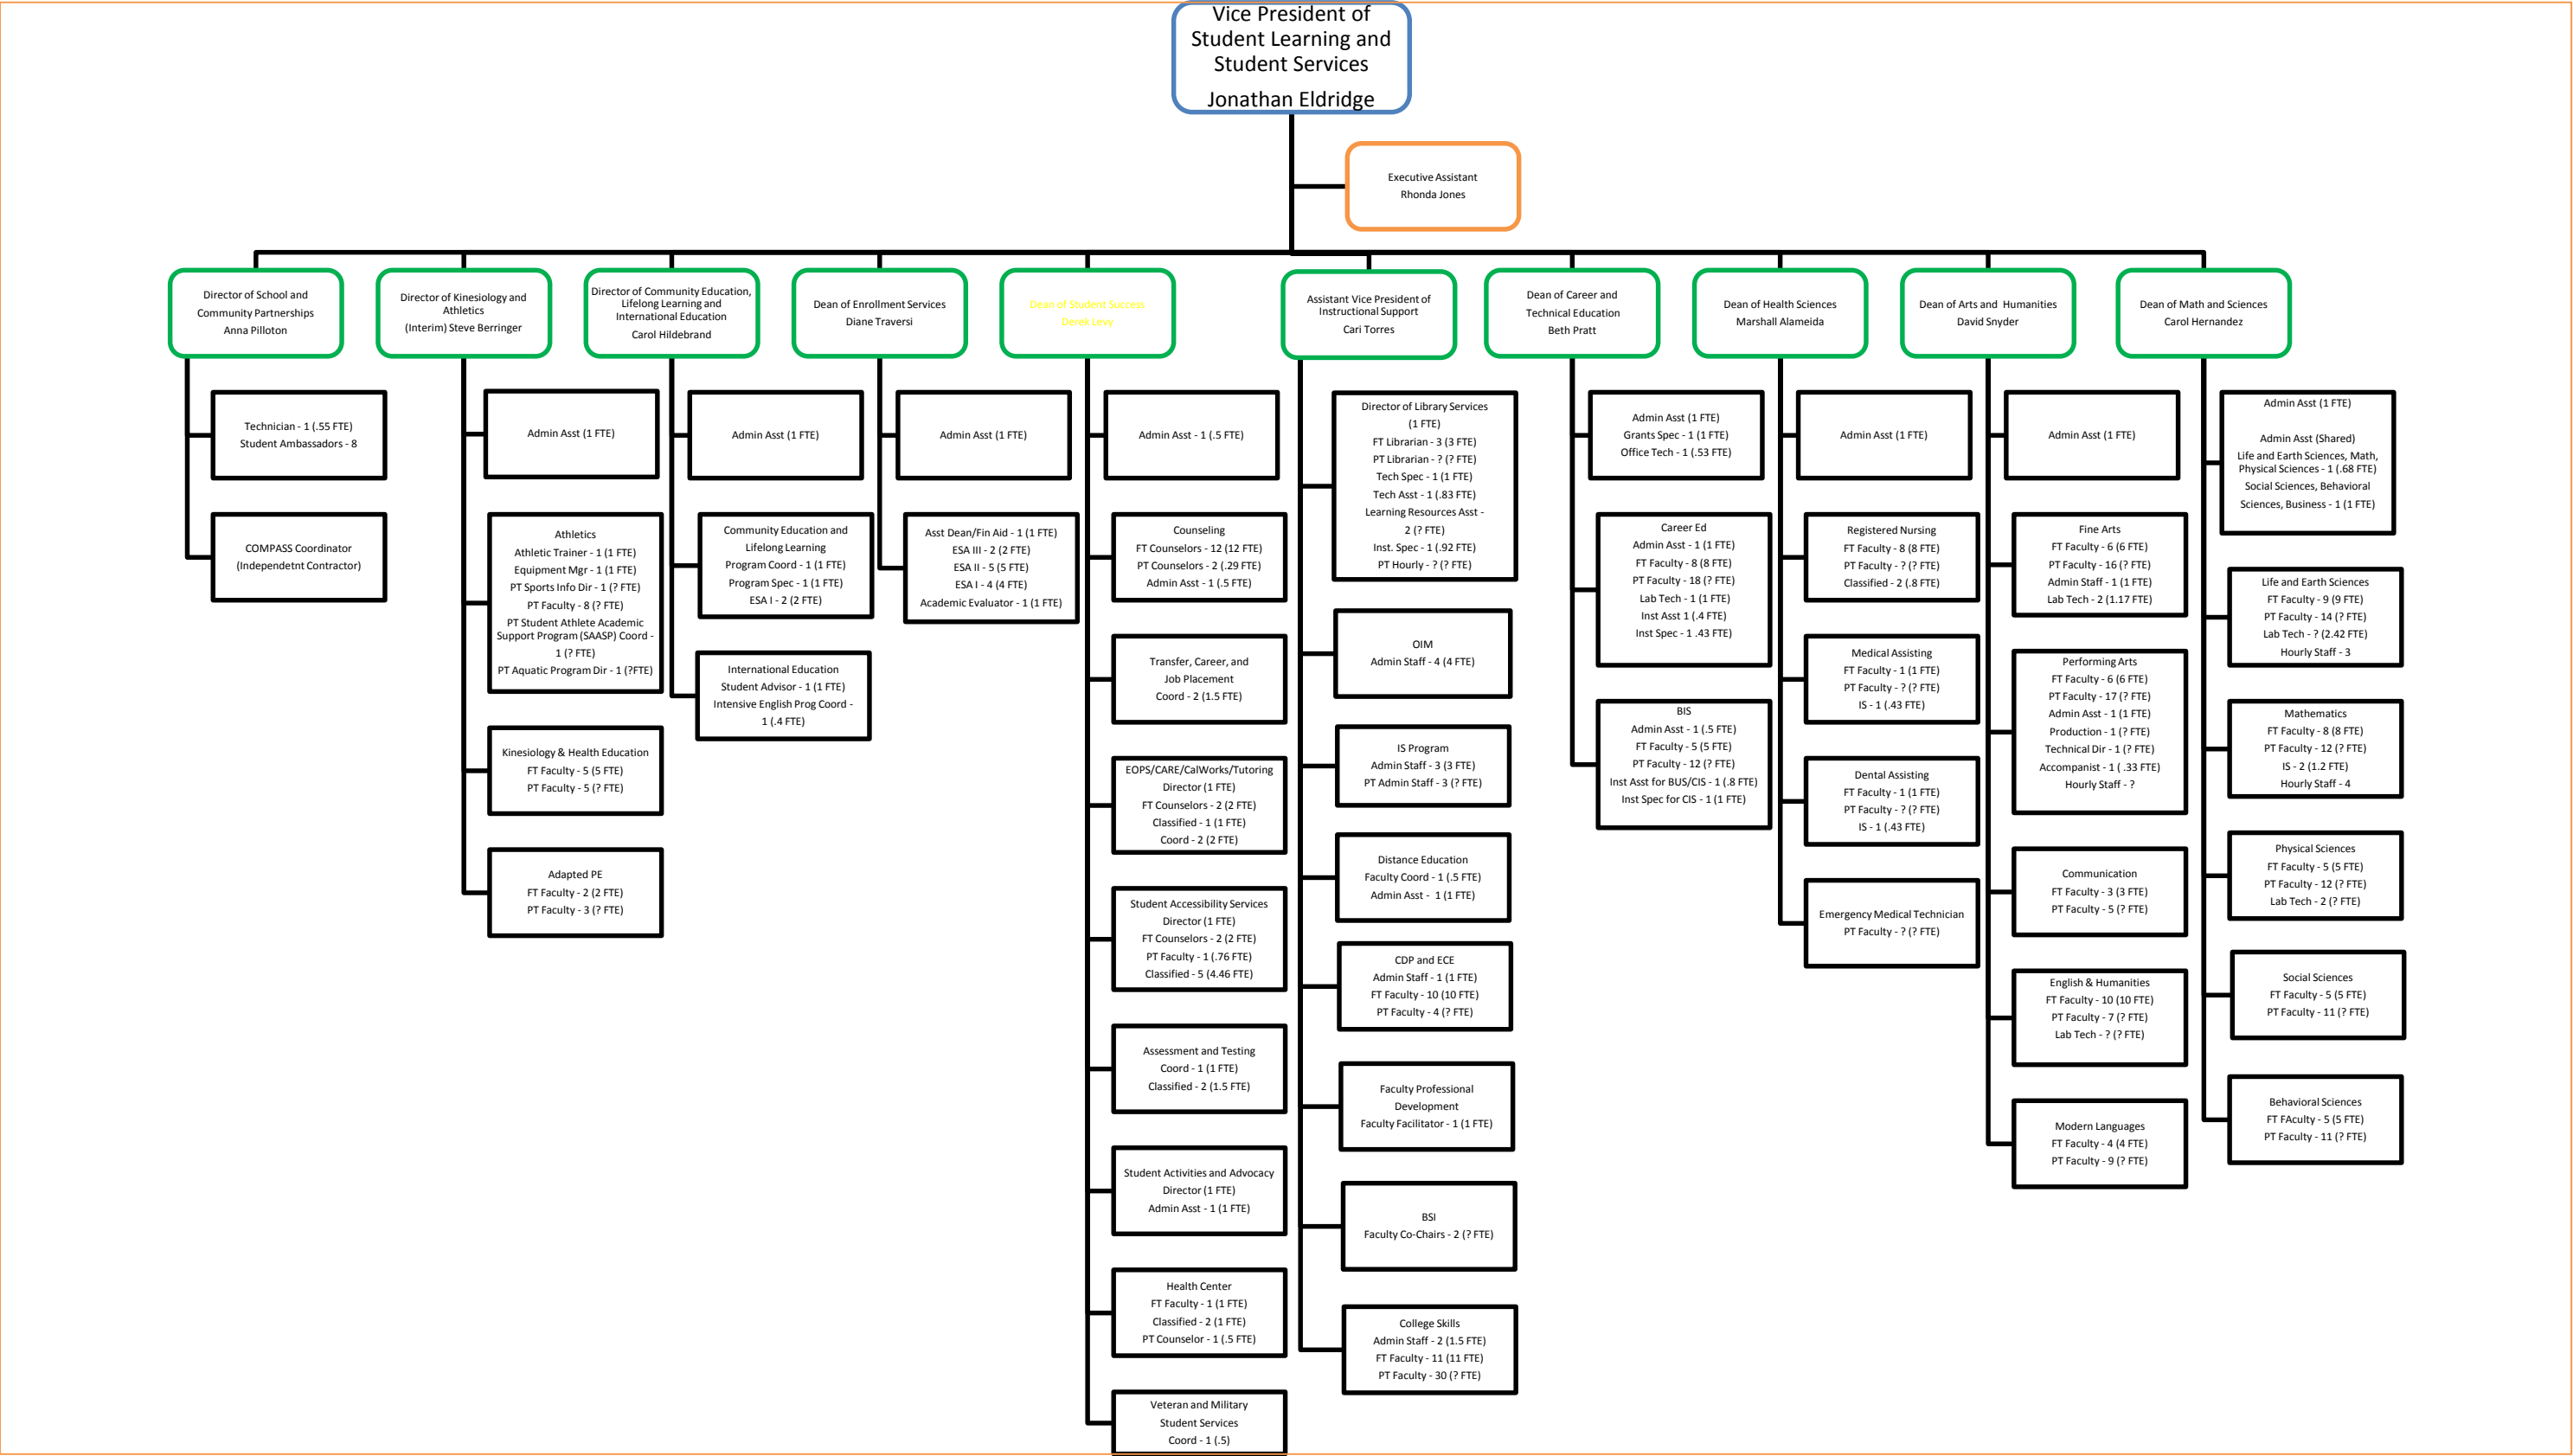 Vice President of
Student Learning and
Student Services
Jonathan Eldridge
Executive Assistant
Rhonda Jones
Director of School and
Community Partnerships
Anna Pilloton
Technician - 1 (.55 FTE)
Student Ambassadors - 8
COMPASS Coordinator
(Independetnt Contractor)
Director of Kinesiology and
Athletics
(Interim) Steve Berringer
Admin Asst (1 FTE)
Athletics
Athletic Trainer - 1 (1 FTE)
Equipment Mgr - 1 (1 FTE)
PT Sports Info Dir - 1 (? FTE)
PT Faculty - 8 (? FTE)
PT Student Athlete Academic
Support Program (SAASP) Coord -
1 (? FTE)
PT Aquatic Program Dir - 1 (?FTE)
Kinesiology & Health Education
FT Faculty - 5 (5 FTE)
PT Faculty - 5 (? FTE)
Adapted PE
FT Faculty - 2 (2 FTE)
PT Faculty - 3 (? FTE)
Director of Community Education,
Lifelong Learning and
International Education
Carol Hildebrand
Admin Asst (1 FTE)
Community Education and
Lifelong Learning
Program Coord - 1 (1 FTE)
Program Spec - 1 (1 FTE)
ESA I - 2 (2 FTE)
International Education
Student Advisor - 1 (1 FTE)
Intensive English Prog Coord -
1 (.4 FTE)
Dean of Enrollment Services
Diane Traversi
Admin Asst (1 FTE)
Asst Dean/Fin Aid - 1 (1 FTE)
ESA III - 2 (2 FTE)
ESA II - 5 (5 FTE)
ESA I - 4 (4 FTE)
Academic Evaluator - 1 (1 FTE)
Dean of Student Success
Derek Levy
Admin Asst - 1 (.5 FTE)
Counseling
FT Counselors - 12 (12 FTE)
PT Counselors - 2 (.29 FTE)
Admin Asst - 1 (.5 FTE)
Transfer, Career, and
Job Placement
Coord - 2 (1.5 FTE)
EOPS/CARE/CalWorks/Tutoring
Director (1 FTE)
FT Counselors - 2 (2 FTE)
Classified - 1 (1 FTE)
Coord - 2 (2 FTE)
Student Accessibility Services
Director (1 FTE)
FT Counselors - 2 (2 FTE)
PT Faculty - 1 (.76 FTE)
Classified - 5 (4.46 FTE)
Assessment and Testing
Coord - 1 (1 FTE)
Classified - 2 (1.5 FTE)
Student Activities and Advocacy
Director (1 FTE)
Admin Asst - 1 (1 FTE)
Health Center
FT Faculty - 1 (1 FTE)
Classified - 2 (1 FTE)
PT Counselor - 1 (.5 FTE)
Veteran and Military
Student Services
Coord - 1 (.5)
Assistant Vice President of
Instructional Support
Cari Torres
Director of Library Services
(1 FTE)
FT Librarian - 3 (3 FTE)
PT Librarian - ? (? FTE)
Tech Spec - 1 (1 FTE)
Tech Asst - 1 (.83 FTE)
Learning Resources Asst -
2 (? FTE)
Inst. Spec - 1 (.92 FTE)
PT Hourly - ? (? FTE)
OIM
Admin Staff - 4 (4 FTE)
IS Program
Admin Staff - 3 (3 FTE)
PT Admin Staff - 3 (? FTE)
Distance Education
Faculty Coord - 1 (.5 FTE)
Admin Asst - 1 (1 FTE)
CDP and ECE
Admin Staff - 1 (1 FTE)
FT Faculty - 10 (10 FTE)
PT Faculty - 4 (? FTE)
Faculty Professional
Development
Faculty Facilitator - 1 (1 FTE)
BSI
Faculty Co-Chairs - 2 (? FTE)
College Skills
Admin Staff - 2 (1.5 FTE)
FT Faculty - 11 (11 FTE)
PT Faculty - 30 (? FTE)
Dean of Career and
Technical Education
Beth Pratt
Admin Asst (1 FTE)
Grants Spec - 1 (1 FTE)
Office Tech - 1 (.53 FTE)
Career Ed
Admin Asst - 1 (1 FTE)
FT Faculty - 8 (8 FTE)
PT Faculty - 18 (? FTE)
Lab Tech - 1 (1 FTE)
Inst Asst 1 (.4 FTE)
Inst Spec - 1 .43 FTE)
BIS
Admin Asst - 1 (.5 FTE)
FT Faculty - 5 (5 FTE)
PT Faculty - 12 (? FTE)
Inst Asst for BUS/CIS - 1 (.8 FTE)
Inst Spec for CIS - 1 (1 FTE)
Dean of Health Sciences
Marshall Alameida
Admin Asst (1 FTE)
Registered Nursing
FT Faculty - 8 (8 FTE)
PT Faculty - ? (? FTE)
Classified - 2 (.8 FTE)
Medical Assisting
FT Faculty - 1 (1 FTE)
PT Faculty - ? (? FTE)
IS - 1 (.43 FTE)
Dental Assisting
FT Faculty - 1 (1 FTE)
PT Faculty - ? (? FTE)
IS - 1 (.43 FTE)
Emergency Medical Technician
PT Faculty - ? (? FTE)
Dean of Arts and Humanities
David Snyder
Admin Asst (1 FTE)
Fine Arts
FT Faculty - 6 (6 FTE)
PT Faculty - 16 (? FTE)
Admin Staff - 1 (1 FTE)
Lab Tech - 2 (1.17 FTE)
Performing Arts
FT Faculty - 6 (6 FTE)
PT Faculty - 17 (? FTE)
Admin Asst - 1 (1 FTE)
Production - 1 (? FTE)
Technical Dir - 1 (? FTE)
Accompanist - 1 ( .33 FTE)
Hourly Staff - ?
Communication
FT Faculty - 3 (3 FTE)
PT Faculty - 5 (? FTE)
English & Humanities
FT Faculty - 10 (10 FTE)
PT Faculty - 7 (? FTE)
Lab Tech - ? (? FTE)
Modern Languages
FT Faculty - 4 (4 FTE)
PT Faculty - 9 (? FTE)
Dean of Math and Sciences
Carol Hernandez
Admin Asst (1 FTE)
Admin Asst (Shared)
Life and Earth Sciences, Math,
Physical Sciences - 1 (.68 FTE)
Social Sciences, Behavioral
Sciences, Business - 1 (1 FTE)
Life and Earth Sciences
FT Faculty - 9 (9 FTE)
PT Faculty - 14 (? FTE)
Lab Tech - ? (2.42 FTE)
Hourly Staff - 3
Mathematics
FT Faculty - 8 (8 FTE)
PT Faculty - 12 (? FTE)
IS - 2 (1.2 FTE)
Hourly Staff - 4
Physical Sciences
FT Faculty - 5 (5 FTE)
PT Faculty - 12 (? FTE)
Lab Tech - 2 (? FTE)
Social Sciences
FT Faculty - 5 (5 FTE)
PT Faculty - 11 (? FTE)
Behavioral Sciences
FT FAculty - 5 (5 FTE)
PT Faculty - 11 (? FTE)